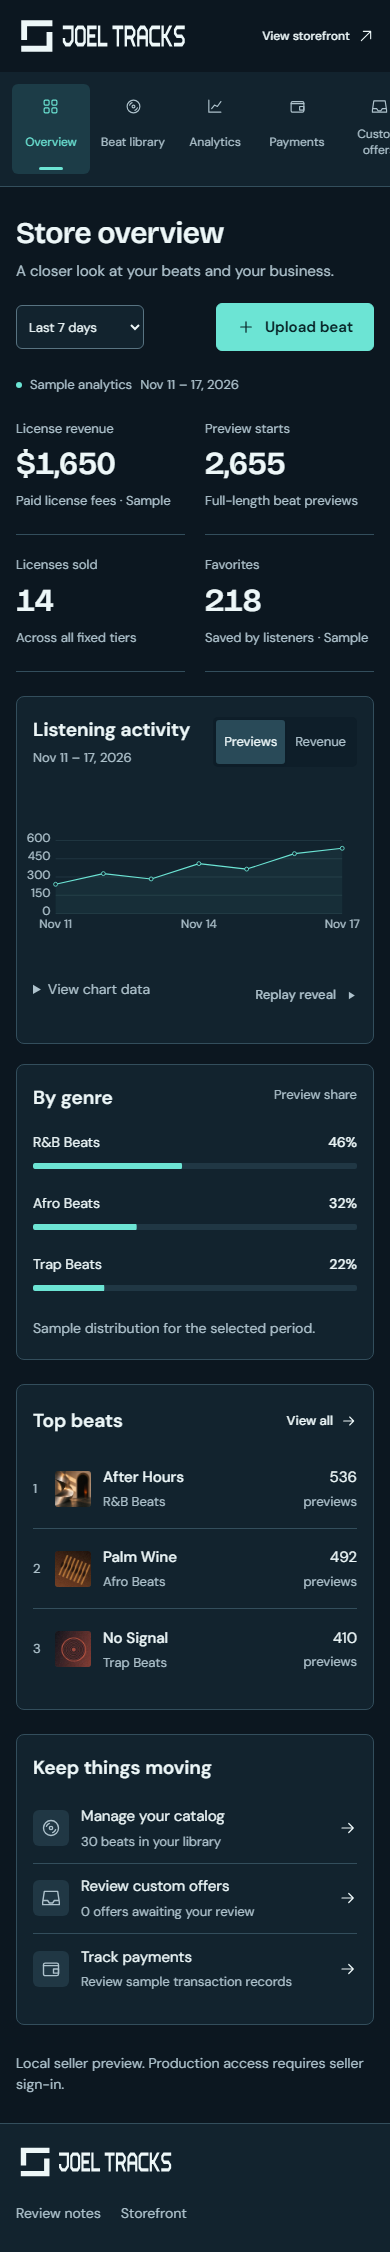 JOEL TRACKS
View storefront
Overview
Beat library
Analytics
Payments
Custo
offer
Store overview
A closer look at your beats and your business.
Last 7 days
Upload beat
Sample analytics Nov 11 – 17, 2026
License revenue
$1,650
Paid license fees · Sample
Preview starts
2,655
Full-length beat previews
Licenses sold
14
Across all fixed tiers
Favorites
218
Saved by listeners · Sample
Listening activity
Nov 11 – 17, 2026
Previews
Revenue
600
450
300
150
0
Nov 11
Nov 14
Nov 17
View chart data
Replay reveal
By genre
Preview share
R&B Beats
46%
Afro Beats
32%
Trap Beats
22%
Sample distribution for the selected period.
Top beats
View all
1
After Hours
R&B Beats
536
previews
2
Palm Wine
Afro Beats
492
previews
3
No Signal
Trap Beats
410
previews
Keep things moving
Manage your catalog
30 beats in your library
Review custom offers
0 offers awaiting your review
Track payments
Review sample transaction records
Local seller preview. Production access requires seller
sign-in.
JOEL TRACKS
Review notes
Storefront